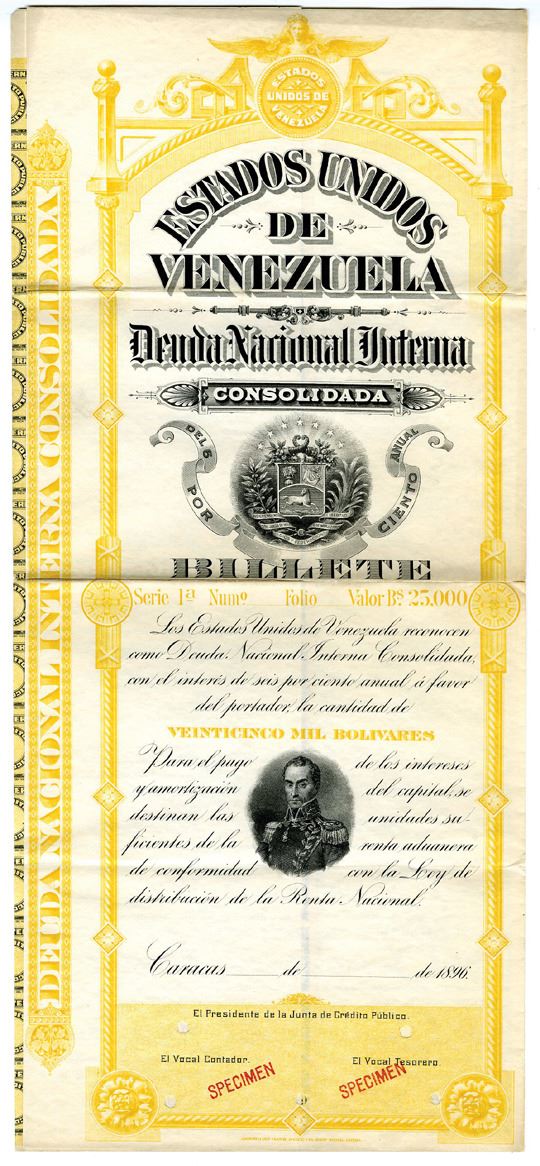 ESTADOS
UNIDOS DE
VENEZUELA
ESTADOS UNIDOS
DE
VENEZUELA
Deuda Nacional Interna
CONSOLIDADA
DEL 6 POR CIENTO ANUAL
BILLETE
Serie 1ª Numº Folio Valor Bs. 25,000
Los Estados Unidos de Venezuela reconocen
como Deuda Nacional Interna Consolidada,
con el interés de seis por ciento anual á favor
del portador, la cantidad de
VEINTICINCO MIL BOLIVARES
Para el pago de los intereses
y amortización del capital, se
destinan las unidades su-
ficientes de la renta aduanera
de conformidad con la Ley de
distribución de la Renta Nacional.
Caracas de de 1896.
El Presidente de la Junta de Crédito Público.
El Vocal Contador. El Vocal Tesorero.
SPECIMEN SPECIMEN
DEUDA NACIONAL INTERNA CONSOLIDADA